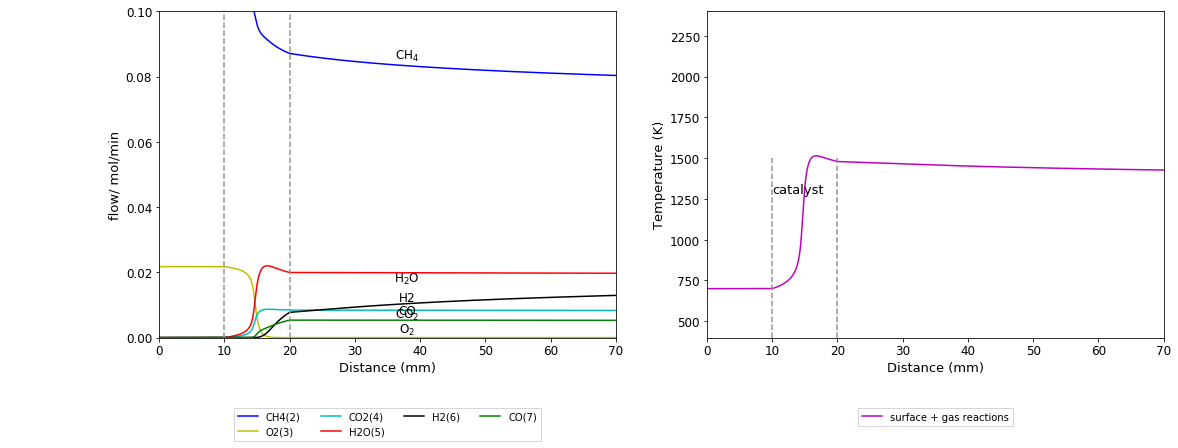 0.10
0.08
0.06
0.04
0.02
0.00
flow/ mol/min
CH₄
H₂O
H2
CO
CO₂
O₂
0 10 20 30 40 50 60 70
Distance (mm)
CH4(2) CO2(4) H2(6) CO(7)
O2(3) H2O(5)
2250
2000
1750
1500
1250
1000
750
500
Temperature (K)
catalyst
0 10 20 30 40 50 60 70
Distance (mm)
surface + gas reactions